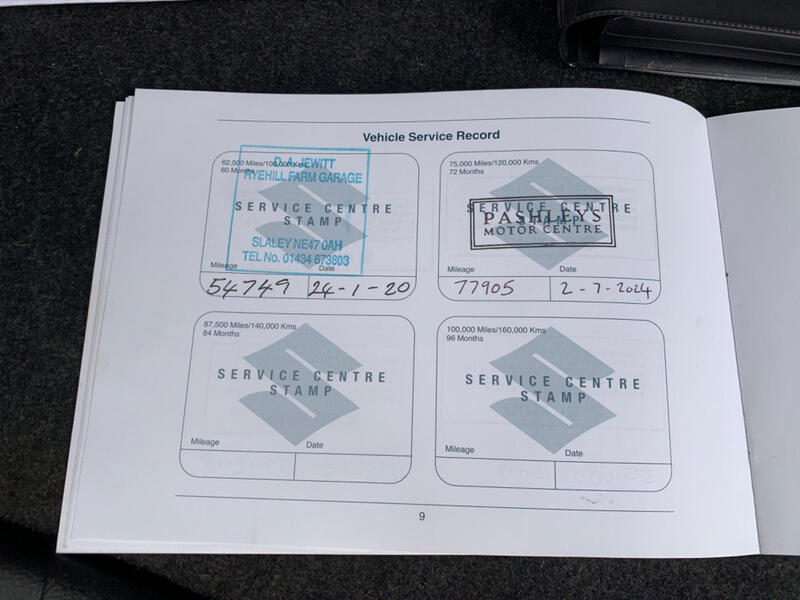 Vehicle Service Record
62,500 Miles/100,000 Kms
60 Months
D.A. JEWITT
RYEHILL FARM GARAGE
SERVICE CENTRE
STAMP
SLALEY NE47 0AH
TEL No. 01434 673803
Mileage Date
54749 24-1-20
75,000 Miles/120,000 Kms
72 Months
SERVICE CENTRE
STAMP
PASHLEYS
MOTOR CENTRE
Mileage Date
77905 2-7-2024
87,500 Miles/140,000 Kms
84 Months
SERVICE CENTRE
STAMP
Mileage Date
100,000 Miles/160,000 Kms
96 Months
SERVICE CENTRE
STAMP
Mileage Date
9